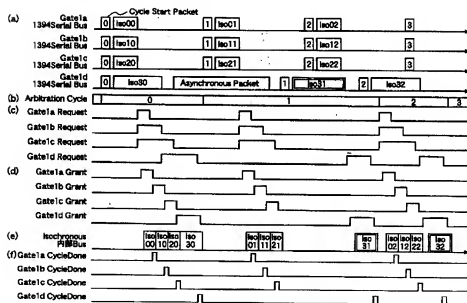 Cycle Start Packet
(a) Gate1a 1394Serial Bus 0 Iso00 1 Iso01 2 Iso02 3
Gate1b 1394Serial Bus 0 Iso10 1 Iso11 2 Iso12 3
Gate1c 1394Serial Bus 0 Iso20 1 Iso21 2 Iso22 3
Gate1d 1394Serial Bus 0 Iso30 Asynchronous Packet 1 Iso31 2 Iso32
(b) Arbitration Cycle 0 1 2 3
(c) Gate1a Request
Gate1b Request
Gate1c Request
Gate1d Request
(d) Gate1a Grant
Gate1b Grant
Gate1c Grant
Gate1d Grant
(e) Isochronous 内部Bus Iso 00 Iso 10 Iso 20 Iso 30 Iso 01 Iso 11 Iso 21 Iso 31 Iso 02 Iso 12 Iso 22 Iso 32
(f) Gate1a CycleDone
Gate1b CycleDone
Gate1c CycleDone
Gate1d CycleDone